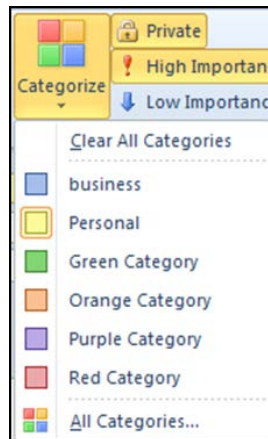 Private
High Importan
Categorize
Low Importanc
Clear All Categories
business
Personal
Green Category
Orange Category
Purple Category
Red Category
All Categories...